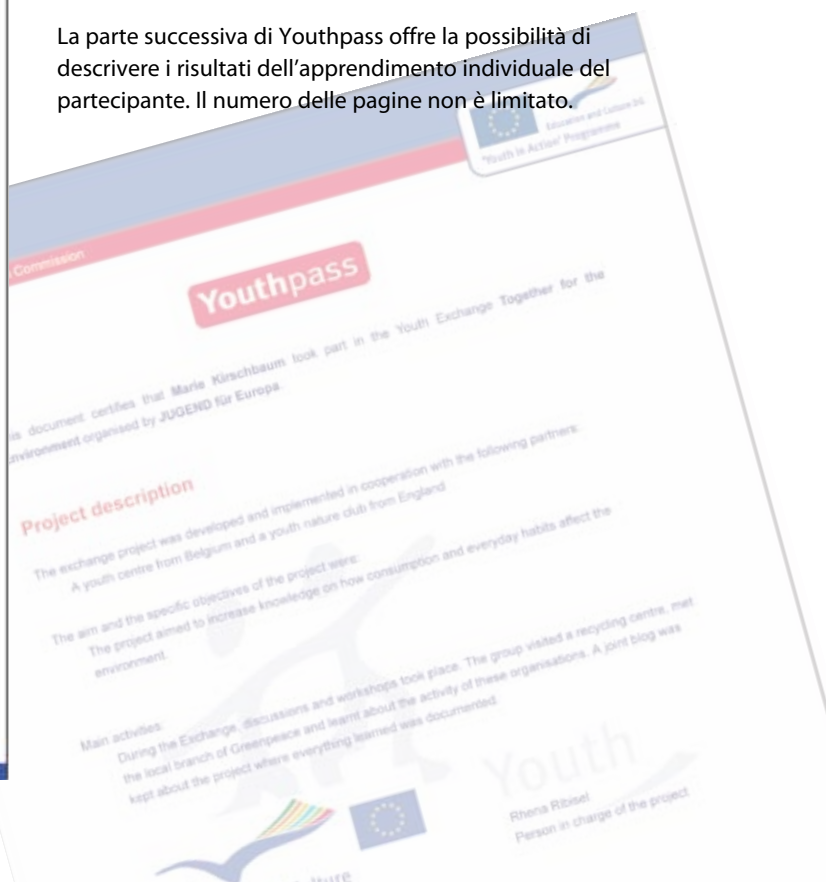 La parte successiva di Youthpass offre la possibilità di
descrivere i risultati dell’apprendimento individuale del
partecipante. Il numero delle pagine non è limitato.
Education and Culture DG
'Youth in Action' Programme
Commission
Youthpass
is document certifies that Marie Kirschbaum took part in the Youth Exchange Together for the
nvironment organised by JUGEND für Europa.
Project description
The exchange project was developed and implemented in cooperation with the following partners:
A youth centre from Belgium and a youth nature club from England
The aim and the specific objectives of the project were:
The project aimed to increase knowledge on how consumption and everyday habits affect the
environment.
Main activities:
During the Exchange, discussions and workshops took place. The group visited a recycling centre, met
the local branch of Greenpeace and learnt about the activity of these organisations. A joint blog was
kept about the project where everything learned was documented.
Youth
Rhena Ribisel
Person in charge of the project
ulture